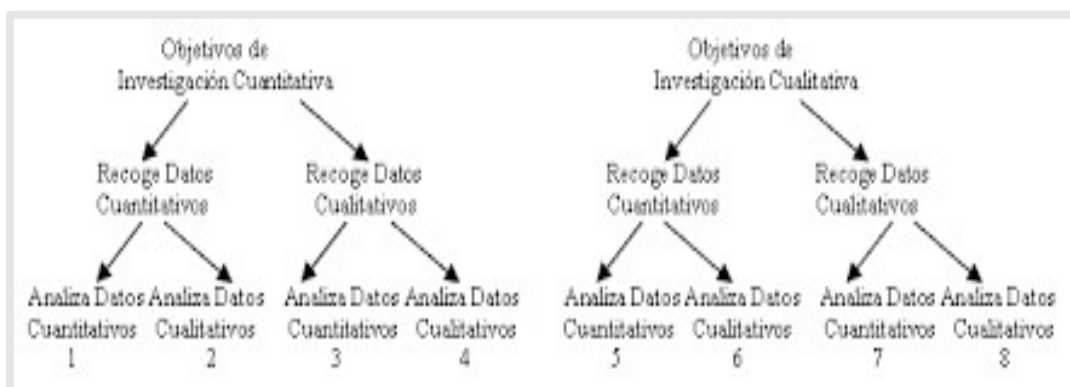 Objetivos de
Investigación Cuantitativa
Objetivos de
Investigación Cualitativa
Recoge Datos
Cuantitativos
Recoge Datos
Cualitativos
Recoge Datos
Cuantitativos
Recoge Datos
Cualitativos
Analiza Datos
Cuantitativos
1
Analiza Datos
Cualitativos
2
Analiza Datos
Cuantitativos
3
Analiza Datos
Cualitativos
4
Analiza Datos
Cuantitativos
5
Analiza Datos
Cualitativos
6
Analiza Datos
Cuantitativos
7
Analiza Datos
Cualitativos
8